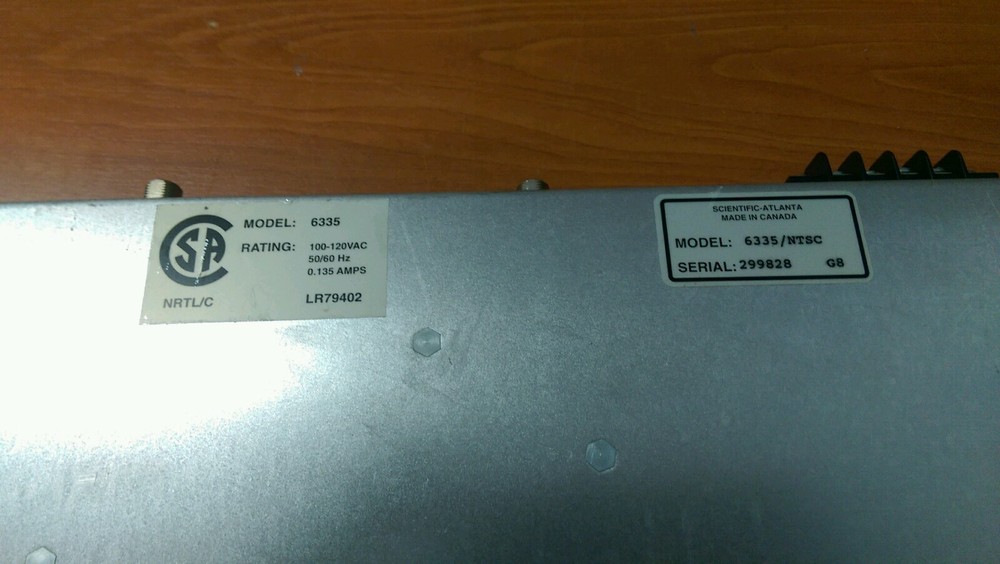 SA
MODEL: 6335
RATING: 100-120VAC
50/60 Hz
0.135 AMPS
NRTL/C
LR79402
SCIENTIFIC-ATLANTA
MADE IN CANADA
MODEL: 6335/NTSC
SERIAL: 299828 GB